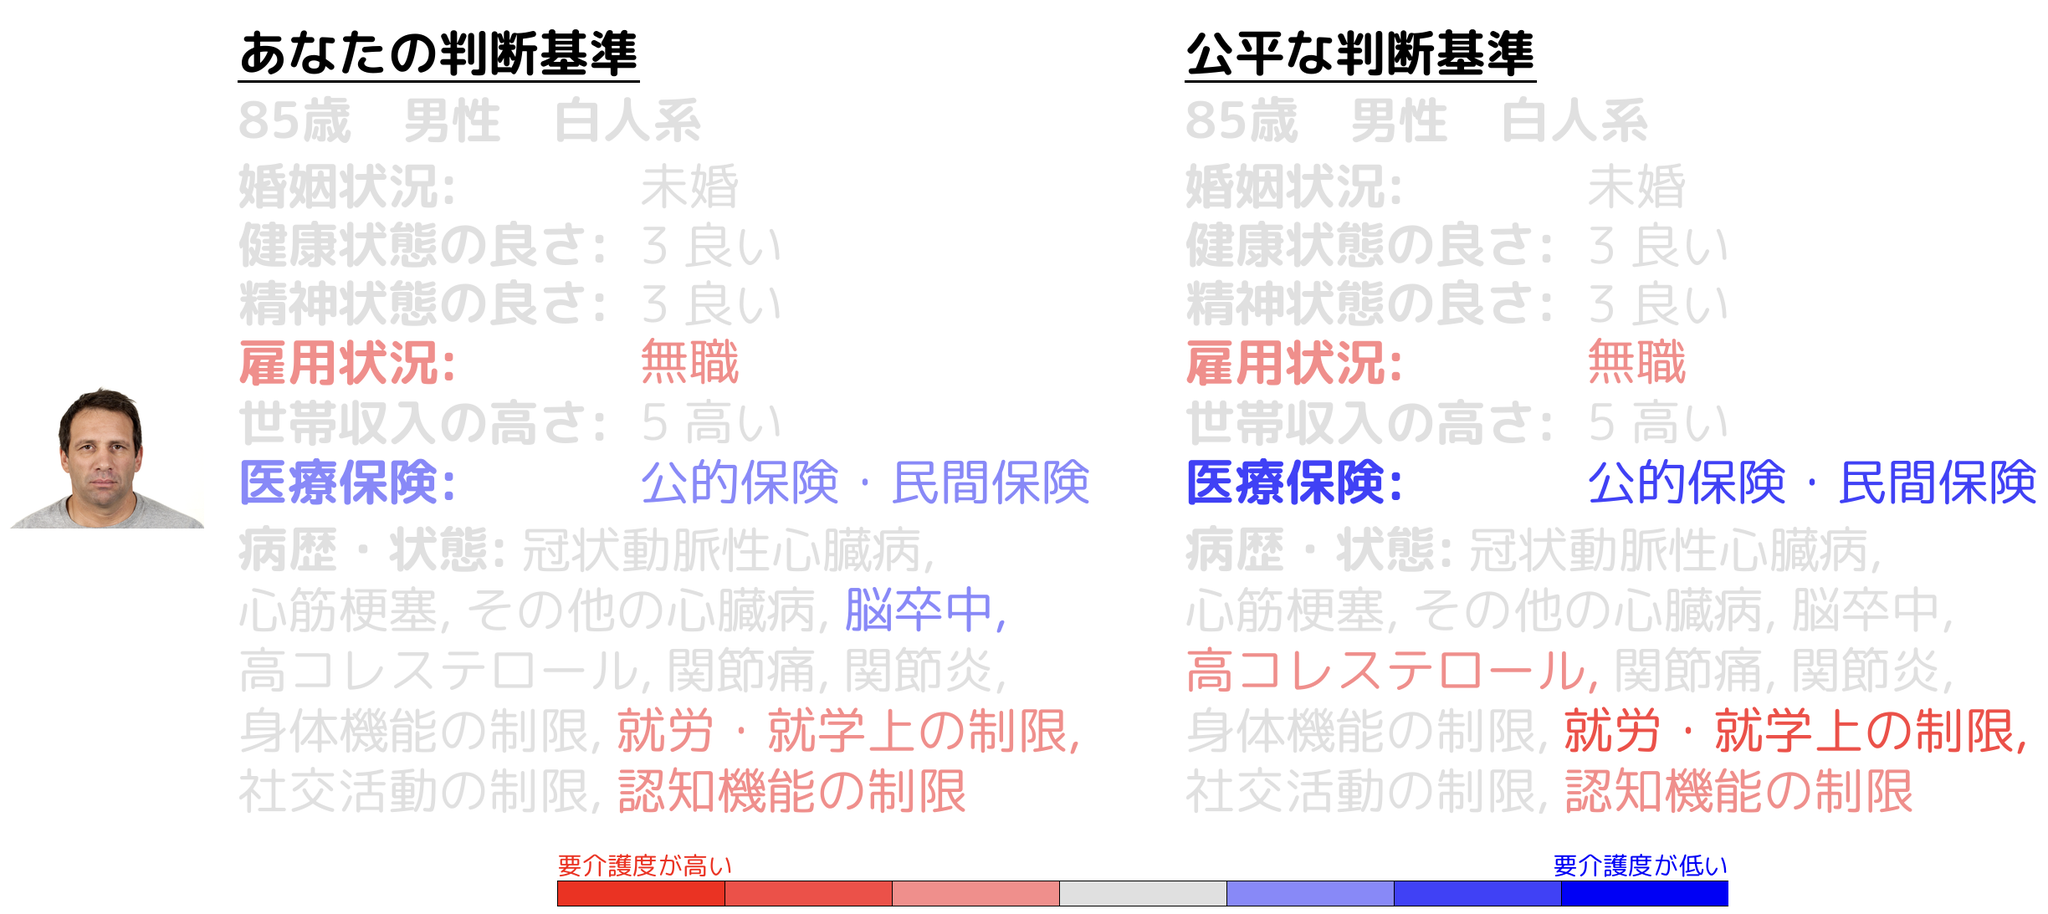 あなたの判断基準
85歳　男性　白人系
婚姻状況: 未婚
健康状態の良さ: 3 良い
精神状態の良さ: 3 良い
雇用状況: 無職
世帯収入の高さ: 5 高い
医療保険: 公的保険・民間保険
病歴・状態: 冠状動脈性心臓病,
心筋梗塞, その他の心臓病, 脳卒中,
高コレステロール, 関節痛, 関節炎,
身体機能の制限, 就労・就学上の制限,
社交活動の制限, 認知機能の制限
公平な判断基準
85歳　男性　白人系
婚姻状況: 未婚
健康状態の良さ: 3 良い
精神状態の良さ: 3 良い
雇用状況: 無職
世帯収入の高さ: 5 高い
医療保険: 公的保険・民間保険
病歴・状態: 冠状動脈性心臓病,
心筋梗塞, その他の心臓病, 脳卒中,
高コレステロール, 関節痛, 関節炎,
身体機能の制限, 就労・就学上の制限,
社交活動の制限, 認知機能の制限
要介護度が高い
要介護度が低い